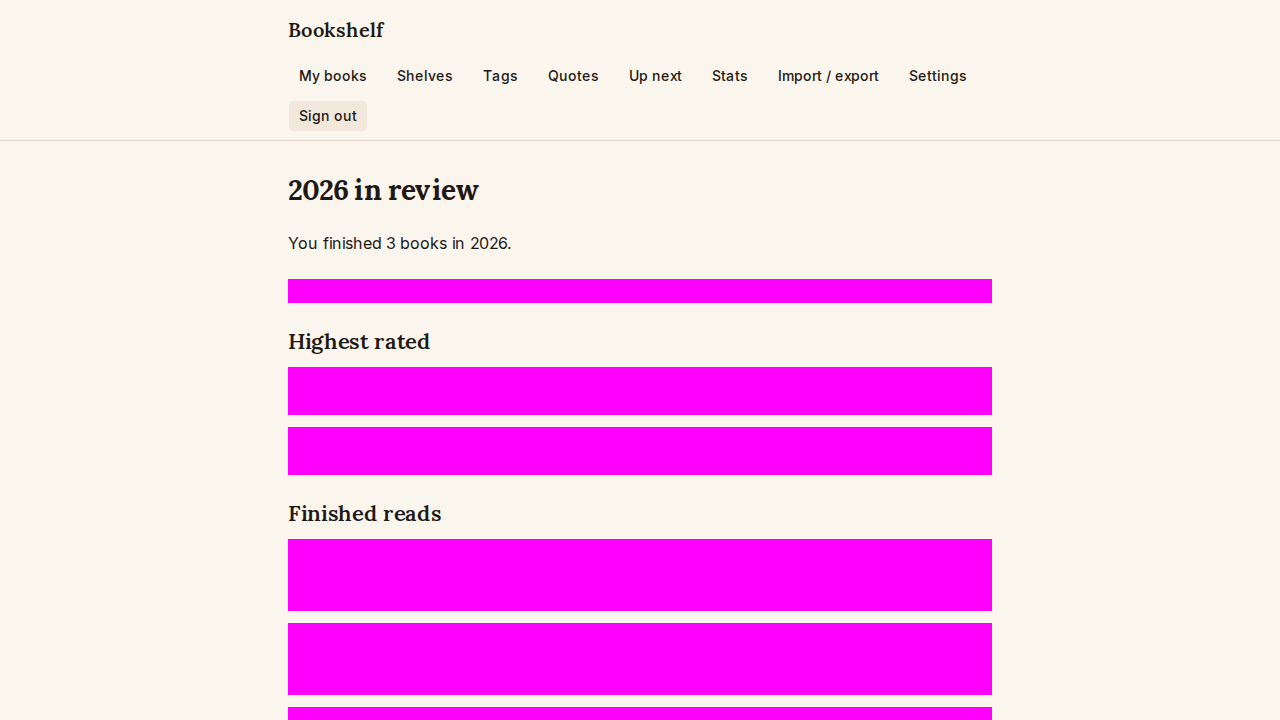 Bookshelf
My books Shelves Tags Quotes Up next Stats Import / export Settings
Sign out
2026 in review
You finished 3 books in 2026.
Highest rated
Finished reads